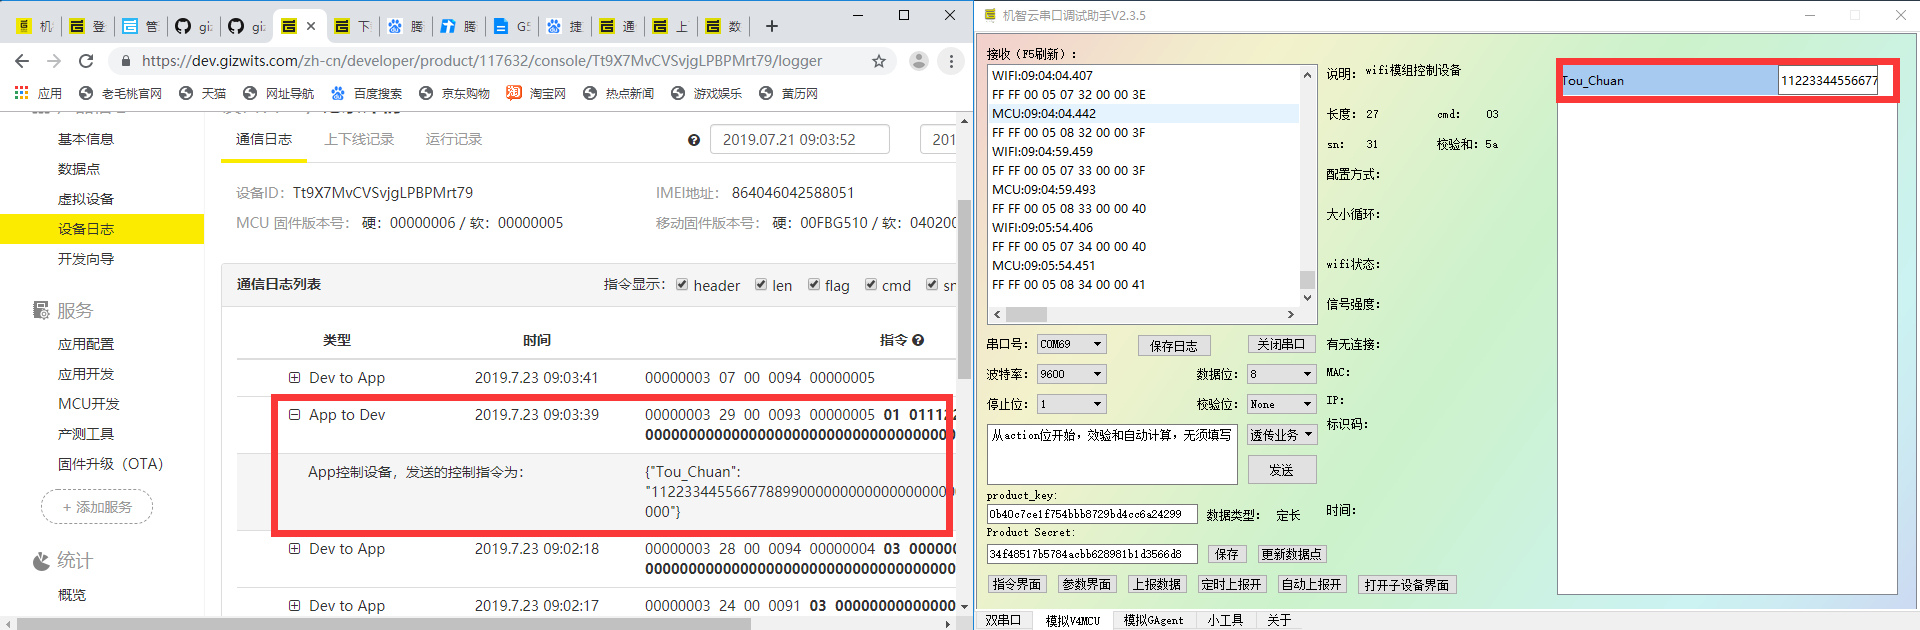 机
登
管
giz
giz
下
腾
腾
G5
捷
通
上
数
https://dev.gizwits.com/zh-cn/developer/product/117632/console/Tt9X7MvCVSvjgLPBPMrt79/logger
应用
老毛桃官网
天猫
网址导航
百度搜索
京东购物
淘宝网
热点新闻
游戏娱乐
黄历网
基本信息
数据点
虚拟设备
设备日志
开发向导
服务
应用配置
应用开发
MCU开发
产测工具
固件升级（OTA）
+ 添加服务
统计
概览
通信日志
上下线记录
运行记录
2019.07.21 09:03:52
201
设备ID： Tt9X7MvCVSvjgLPBPMrt79
IMEI地址： 864046042588051
MCU 固件版本号： 硬：00000006 / 软：00000005
移动固件版本号： 硬：00FBG510 / 软：040200
通信日志列表
指令显示： header len flag cmd sn
类型 时间 指令
Dev to App 2019.7.23 09:03:41 00000003 07 00 0094 00000005
App to Dev 2019.7.23 09:03:39 00000003 29 00 0093 00000005 01 011122
App控制设备，发送的控制指令为： {"Tou_Chuan":
000"}
Dev to App 2019.7.23 09:02:18 00000003 28 00 0094 00000004 03 000000
Dev to App 2019.7.23 09:02:17 00000003 24 00 0091 03 000000000000
机智云串口调试助手V2.3.5
接收（F5刷新）：
WIFI:09:04:04.407
FF FF 00 05 07 32 00 00 3E
MCU:09:04:04.442
FF FF 00 05 08 32 00 00 3F
WIFI:09:04:59.459
FF FF 00 05 07 33 00 00 3F
MCU:09:04:59.493
FF FF 00 05 08 33 00 00 40
WIFI:09:05:54.406
FF FF 00 05 07 34 00 00 40
MCU:09:05:54.451
FF FF 00 05 08 34 00 00 41
串口号： COM69
保存日志
关闭串口
波特率： 9600
数据位： 8
停止位： 1
校验位： None
从action位开始，效验和自动计算，无须填写
透传业务
发送
product_key:
0b40c7ce1f754bbb8729bd4cc6a24299
数据类型： 定长
Product Secret:
34f48517b5784acbb628981b1d3566d8
保存
更新数据点
指令界面
参数界面
上报数据
定时上报开
自动上报开
打开子设备界面
双串口
模拟V4MCU
模拟GAgent
小工具
关于
说明： wifi模组控制设备
长度： 27 cmd: 03
sn: 31 校验和：5a
配置方式：
大小循环：
wifi状态：
信号强度：
有无连接：
MAC:
IP:
标识码：
时间：
Tou_Chuan
11223344556677